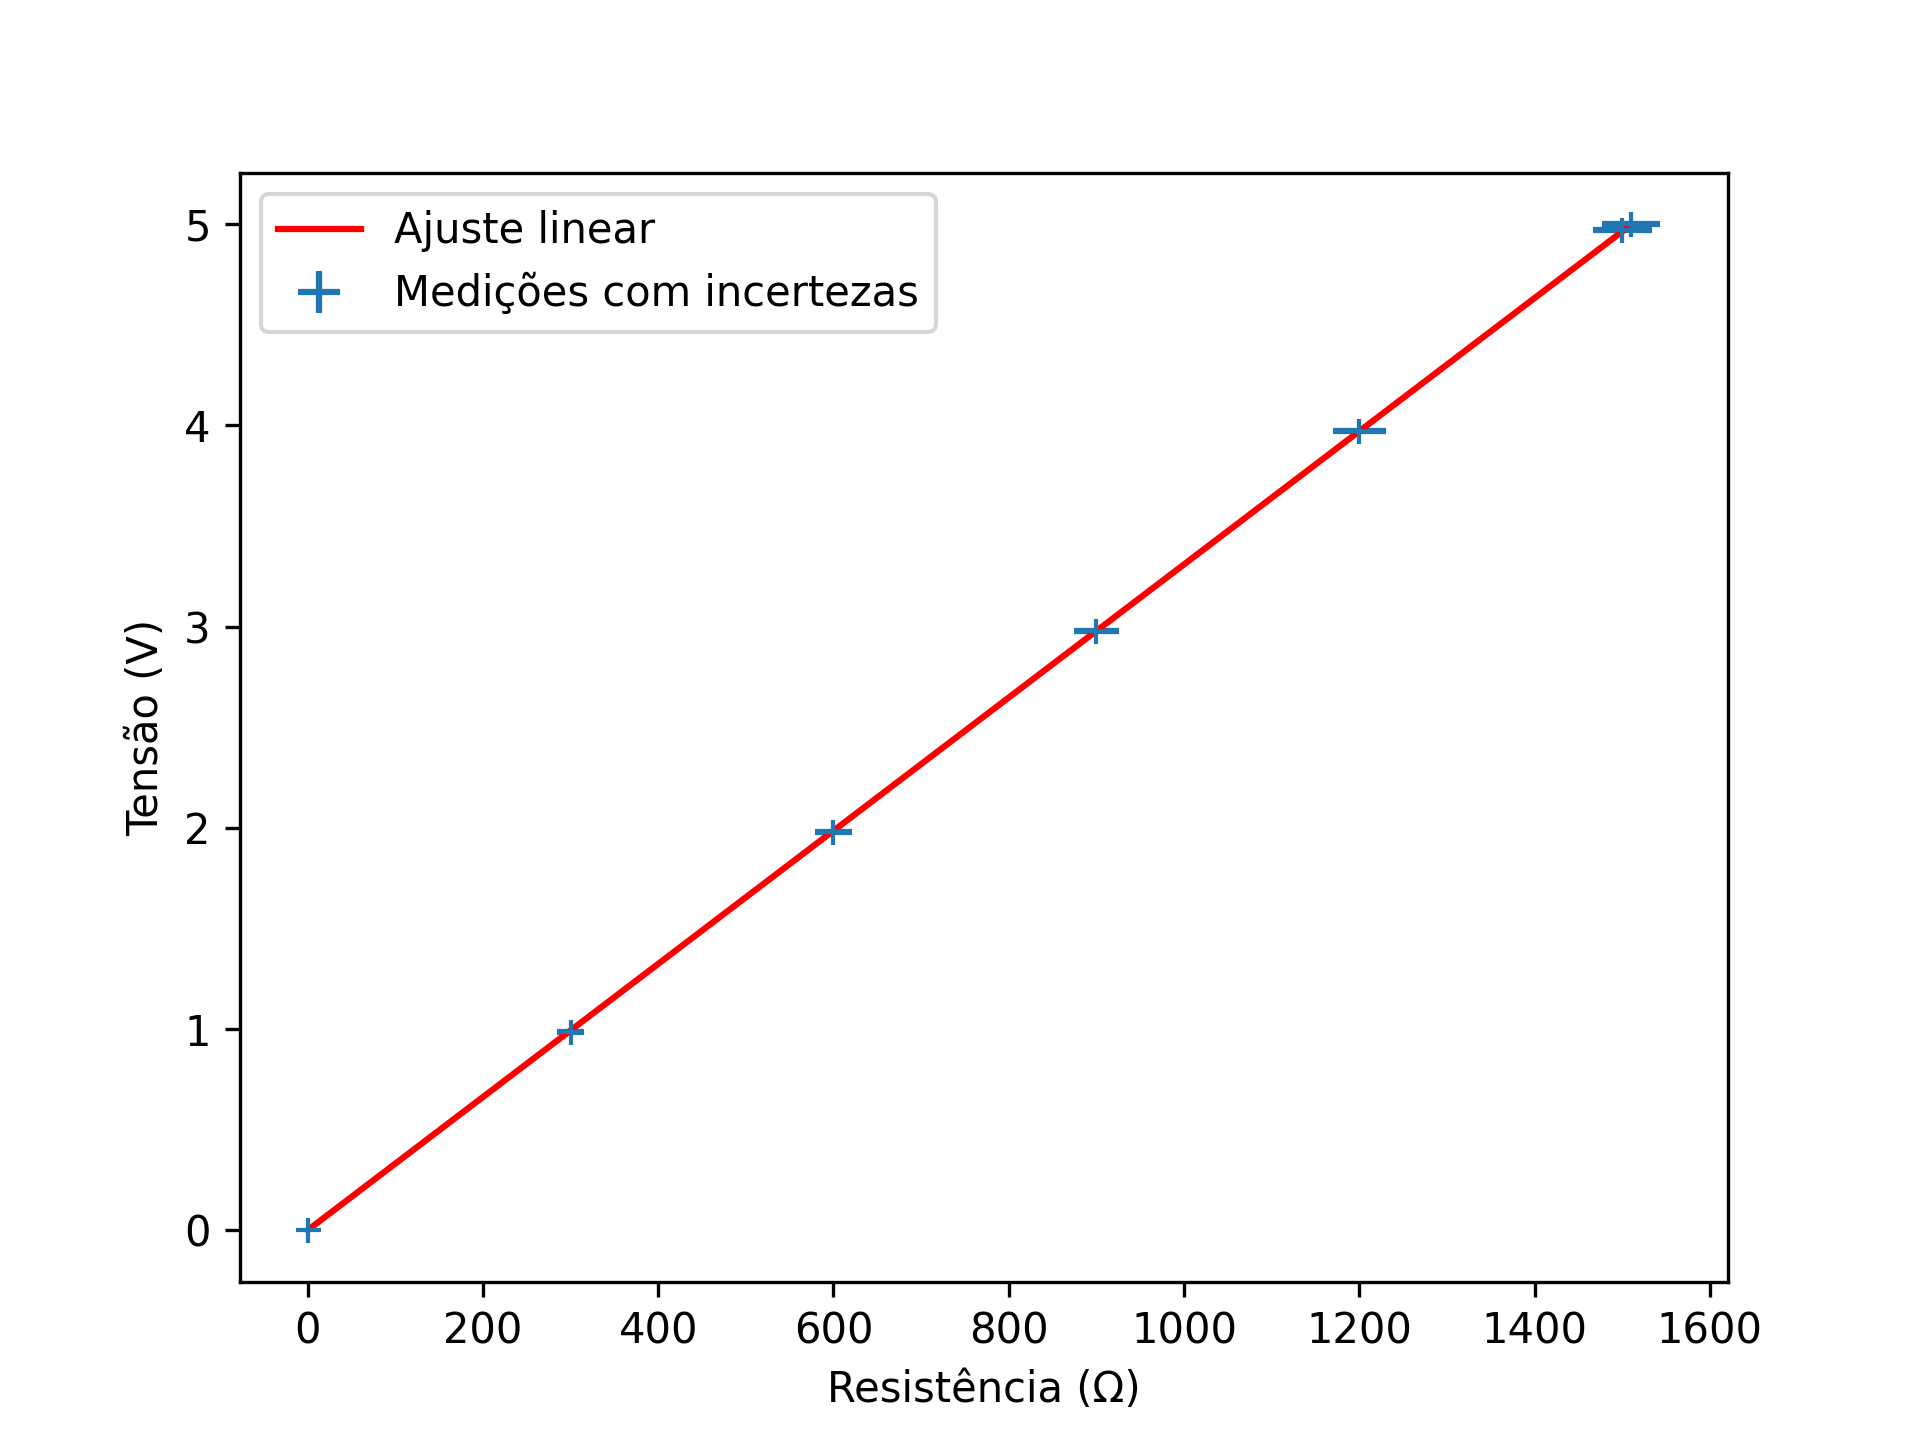 Ajuste linear
Medições com incertezas
5
4
3
2
1
0
Tensão (V)
0 200 400 600 800 1000 1200 1400 1600
Resistência (Ω)